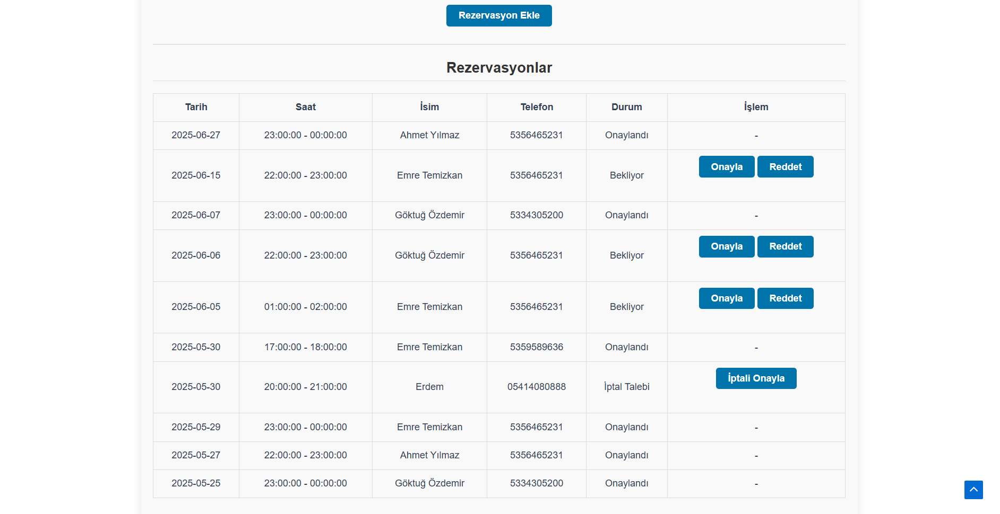 Rezervasyon Ekle
Rezervasyonlar
Tarih Saat İsim Telefon Durum İşlem
2025-06-27 23:00:00 - 00:00:00 Ahmet Yılmaz 5356465231 Onaylandı -
2025-06-15 22:00:00 - 23:00:00 Emre Temizkan 5356465231 Bekliyor Onayla Reddet
2025-06-07 23:00:00 - 00:00:00 Göktuğ Özdemir 5334305200 Onaylandı -
2025-06-06 22:00:00 - 23:00:00 Göktuğ Özdemir 5356465231 Bekliyor Onayla Reddet
2025-06-05 01:00:00 - 02:00:00 Emre Temizkan 5356465231 Bekliyor Onayla Reddet
2025-05-30 17:00:00 - 18:00:00 Emre Temizkan 5359589636 Onaylandı -
2025-05-30 20:00:00 - 21:00:00 Erdem 05414080888 İptal Talebi İptali Onayla
2025-05-29 23:00:00 - 00:00:00 Emre Temizkan 5356465231 Onaylandı -
2025-05-27 22:00:00 - 23:00:00 Ahmet Yılmaz 5356465231 Onaylandı -
2025-05-25 23:00:00 - 00:00:00 Göktuğ Özdemir 5334305200 Onaylandı -